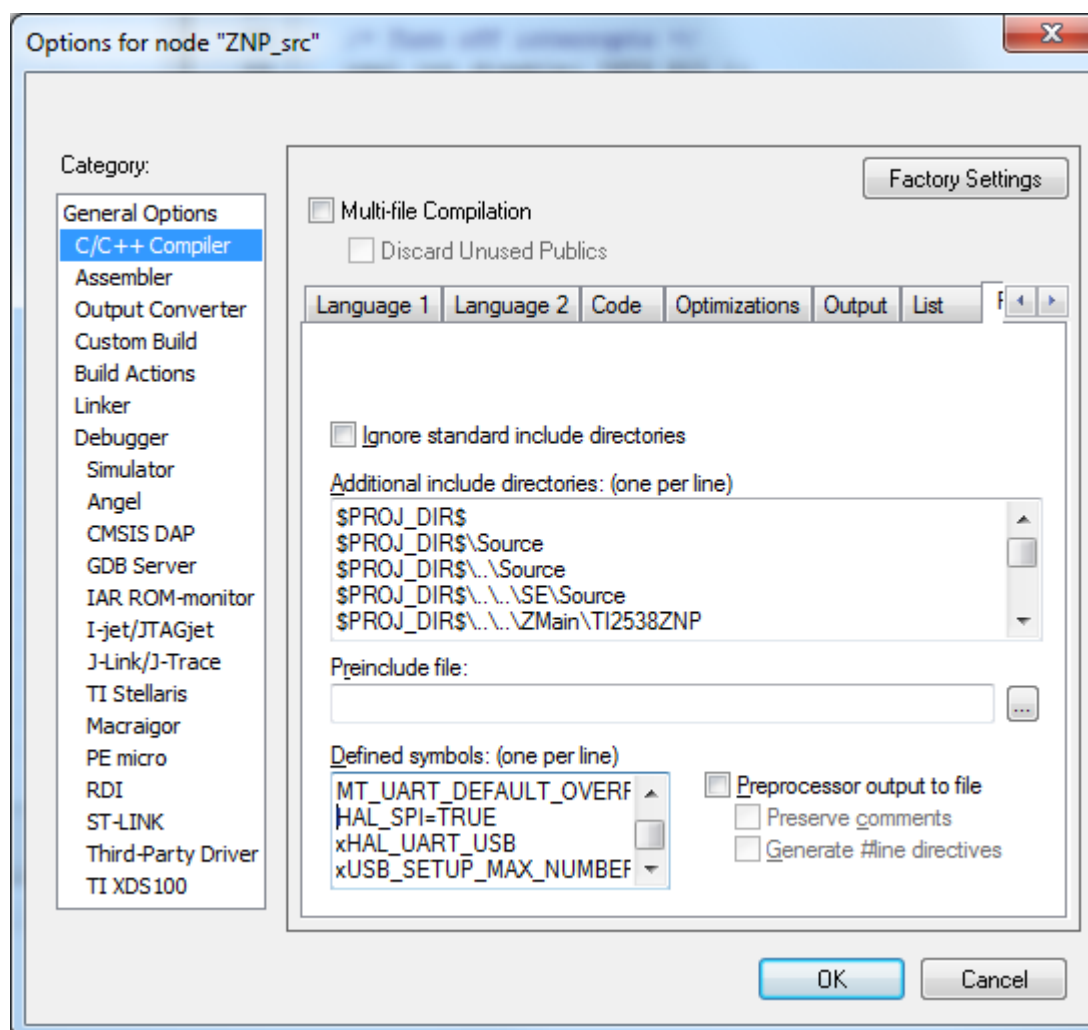 Options for node "ZNP_src"
Category:
General Options
C/C++ Compiler
Assembler
Output Converter
Custom Build
Build Actions
Linker
Debugger
Simulator
Angel
CMSIS DAP
GDB Server
IAR ROM-monitor
I-jet/JTAGjet
J-Link/J-Trace
TI Stellaris
Macraigor
PE micro
RDI
ST-LINK
Third-Party Driver
TI XDS100
Factory Settings
Multi-file Compilation
Discard Unused Publics
Language 1 Language 2 Code Optimizations Output List
Ignore standard include directories
Additional include directories: (one per line)
$PROJ_DIR$
$PROJ_DIR$\Source
$PROJ_DIR$\..\Source
$PROJ_DIR$\..\..\SE\Source
$PROJ_DIR$\..\..\ZMain\TI2538ZNP
Preinclude file:
...
Defined symbols: (one per line)
MT_UART_DEFAULT_OVERF
HAL_SPI=TRUE
xHAL_UART_USB
xUSB_SETUP_MAX_NUMBER
Preprocessor output to file
Preserve comments
Generate #line directives
OK Cancel